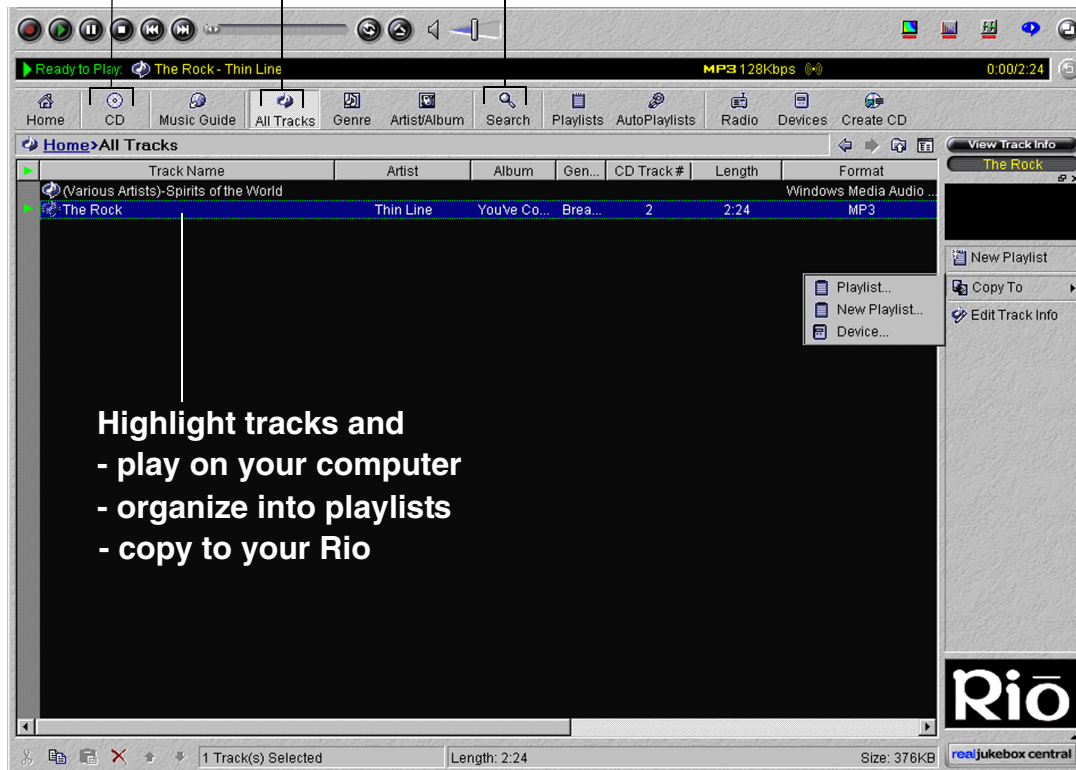 Ready to Play: The Rock - Thin Line MP3 128Kbps 0:00/2:24
Home CD Music Guide All Tracks Genre Artist/Album Search Playlists AutoPlaylists Radio Devices Create CD
Home>All Tracks
View Track Info
The Rock
Track Name Artist Album Gen... CD Track # Length Format
(Various Artists)-Spirits of the World Windows Media Audio ...
The Rock Thin Line You've Co... Brea... 2 2:24 MP3
New Playlist
Copy To
Edit Track Info
Playlist...
New Playlist...
Device...
Highlight tracks and
- play on your computer
- organize into playlists
- copy to your Rio
Rio
1 Track(s) Selected Length: 2:24 Size: 376KB
realjukebox central